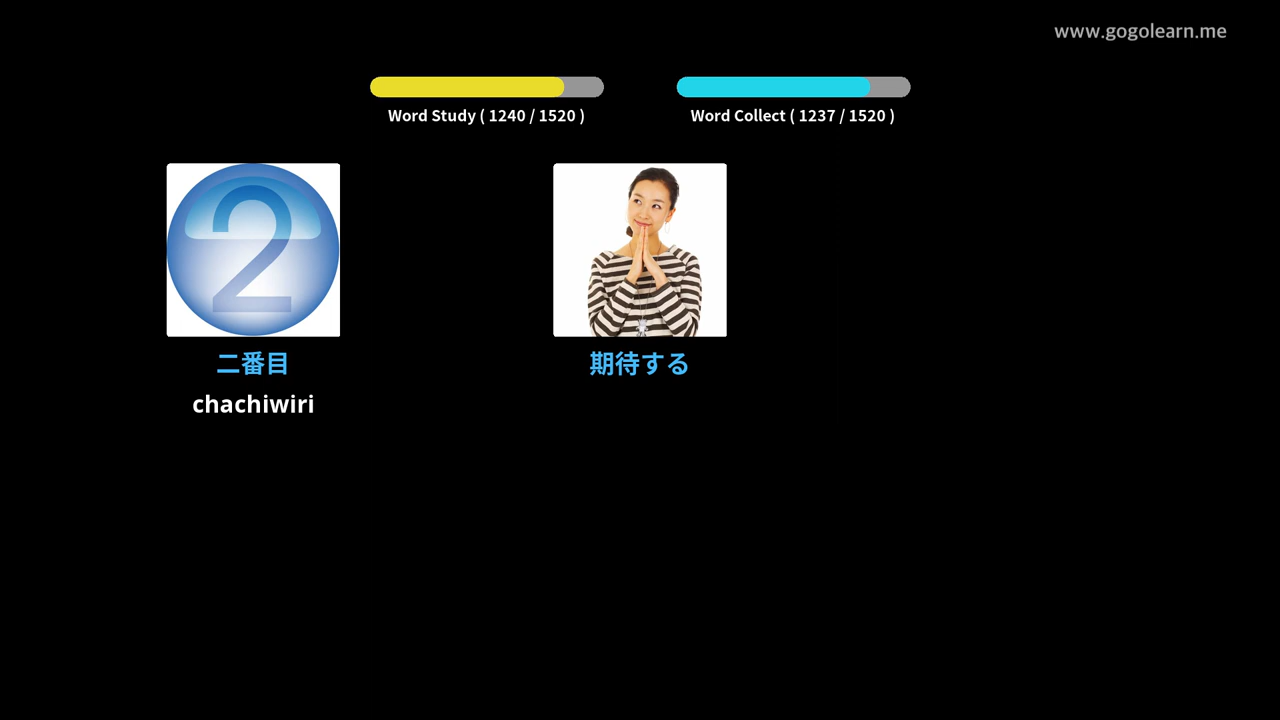 www.gogolearn.me
Word Study ( 1240 / 1520 )
Word Collect ( 1237 / 1520 )
2
二番目
期待する
chachiwiri